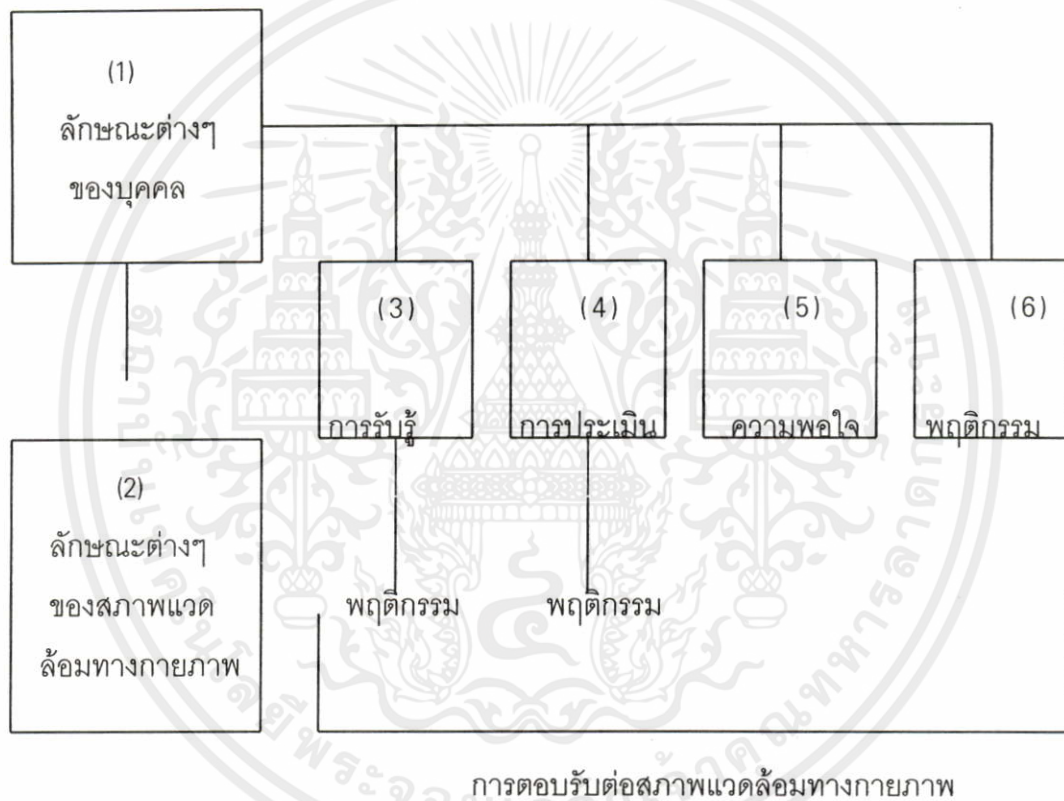 (1)
ลักษณะต่างๆ
ของบุคคล
(3)
(4)
(5)
(6)
การรับรู้
การประเมิน
ความพอใจ
พฤติกรรม
(2)
ลักษณะต่างๆ
ของสภาพแวด
ล้อมทางกายภาพ
พฤติกรรม
พฤติกรรม
การตอบรับต่อสภาพแวดล้อมทางกายภาพ